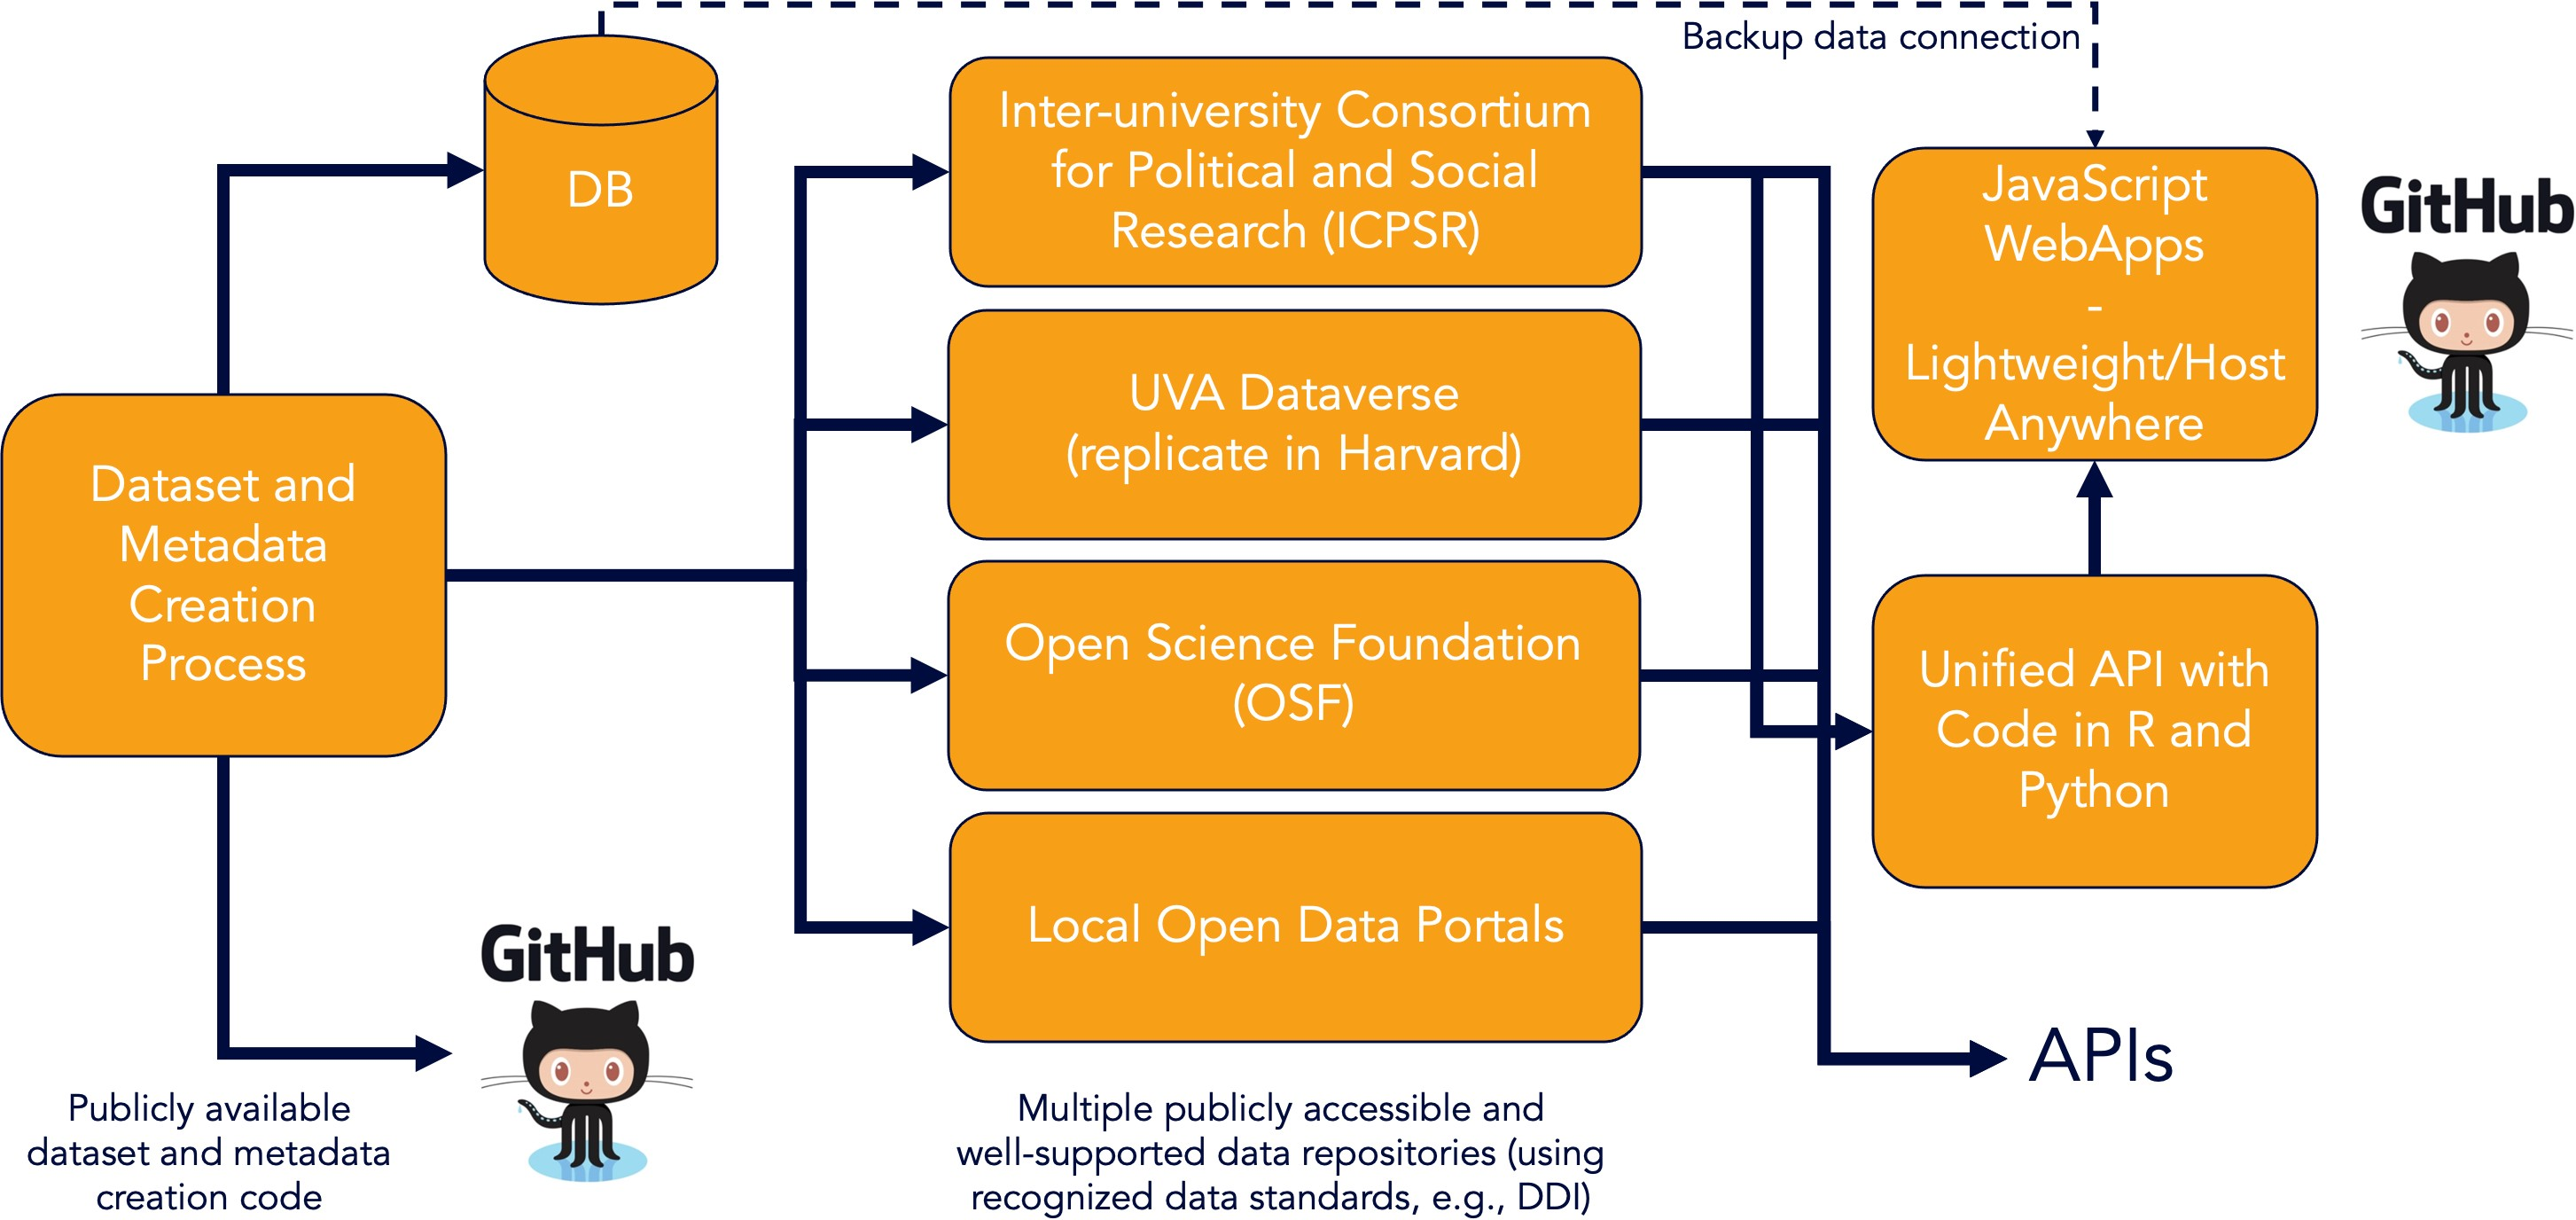 Backup data connection
DB
Inter-university Consortium
for Political and Social
Research (ICPSR)
JavaScript
WebApps
-
Lightweight/Host
Anywhere
GitHub
UVA Dataverse
(replicate in Harvard)
Dataset and
Metadata
Creation
Process
Open Science Foundation
(OSF)
Unified API with
Code in R and
Python
Local Open Data Portals
GitHub
APIs
Publicly available
dataset and metadata
creation code
Multiple publicly accessible and
well-supported data repositories (using
recognized data standards, e.g., DDI)